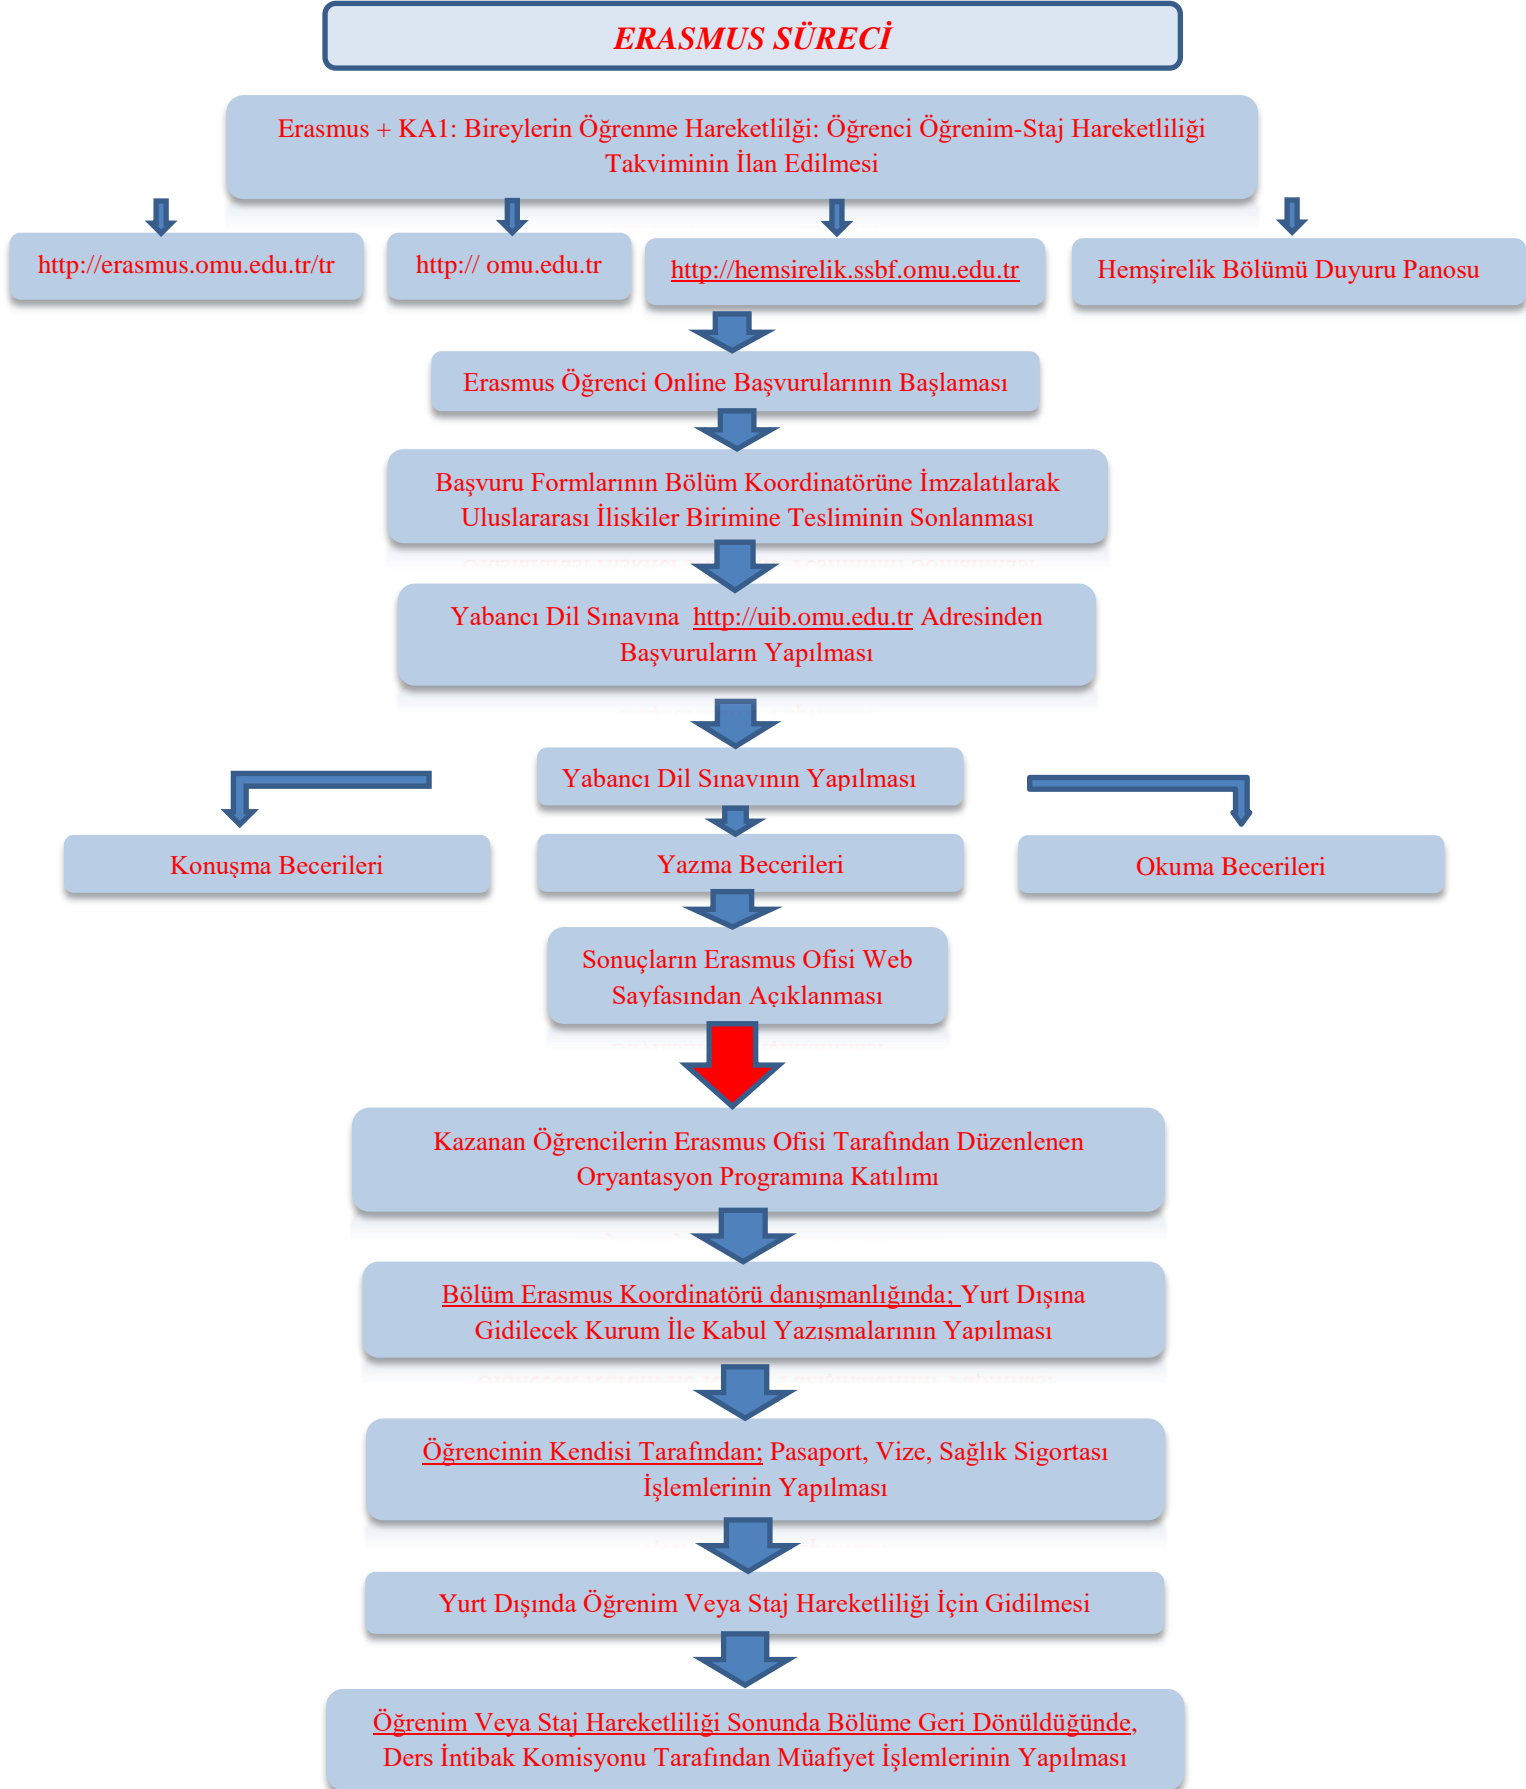 ERASMUS SÜRECİ
Erasmus + KA1: Bireylerin Öğrenme Hareketlilği: Öğrenci Öğrenim-Staj Hareketliliği
Takviminin İlan Edilmesi
http://erasmus.omu.edu.tr/tr
http:// omu.edu.tr
http://hemsirelik.ssbf.omu.edu.tr
Hemşirelik Bölümü Duyuru Panosu
Erasmus Öğrenci Online Başvurularının Başlaması
Başvuru Formlarının Bölüm Koordinatörüne İmzalatılarak
Uluslararası İliskiler Birimine Tesliminin Sonlanması
Yabancı Dil Sınavına http://uib.omu.edu.tr Adresinden
Başvuruların Yapılması
Yabancı Dil Sınavının Yapılması
Konuşma Becerileri
Yazma Becerileri
Okuma Becerileri
Sonuçların Erasmus Ofisi Web
Sayfasından Açıklanması
Kazanan Öğrencilerin Erasmus Ofisi Tarafından Düzenlenen
Oryantasyon Programına Katılımı
Bölüm Erasmus Koordinatörü danışmanlığında; Yurt Dışına
Gidilecek Kurum İle Kabul Yazışmalarının Yapılması
Öğrencinin Kendisi Tarafından; Pasaport, Vize, Sağlık Sigortası
İşlemlerinin Yapılması
Yurt Dışında Öğrenim Veya Staj Hareketliliği İçin Gidilmesi
Öğrenim Veya Staj Hareketliliği Sonunda Bölüme Geri Dönüldüğünde,
Ders İntibak Komisyonu Tarafından Müafiyet İşlemlerinin Yapılması